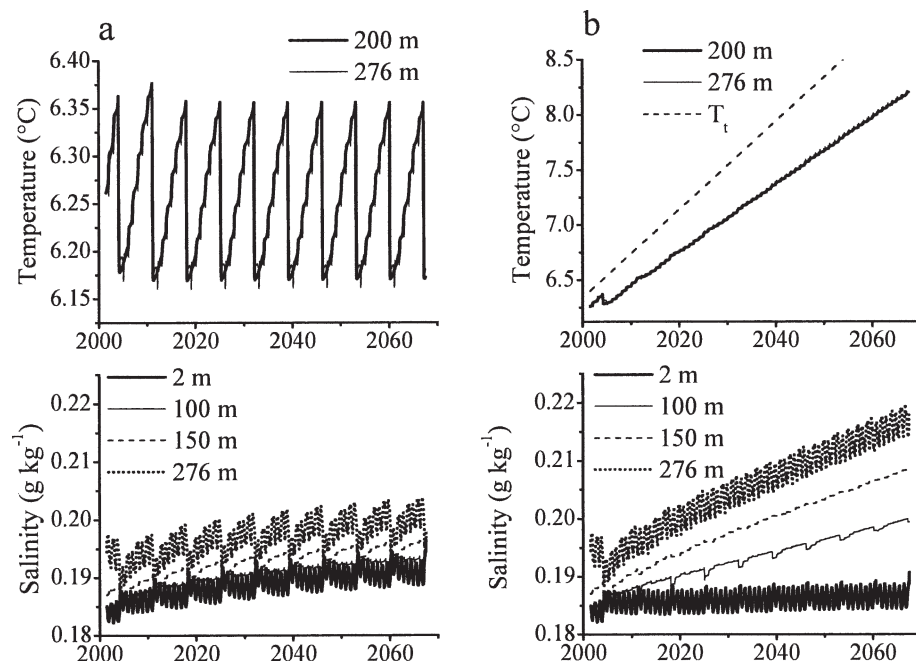 a
200 m
276 m
6.40
6.35
6.30
6.25
6.20
6.15
Temperature (°C)
2000 2020 2040 2060
b
200 m
276 m
Tt
8.5
8.0
7.5
7.0
6.5
Temperature (°C)
2000 2020 2040 2060
2 m
100 m
150 m
276 m
0.22
0.21
0.20
0.19
0.18
Salinity (g kg-1)
2000 2020 2040 2060
2 m
100 m
150 m
276 m
0.22
0.21
0.20
0.19
0.18
Salinity (g kg-1)
2000 2020 2040 2060